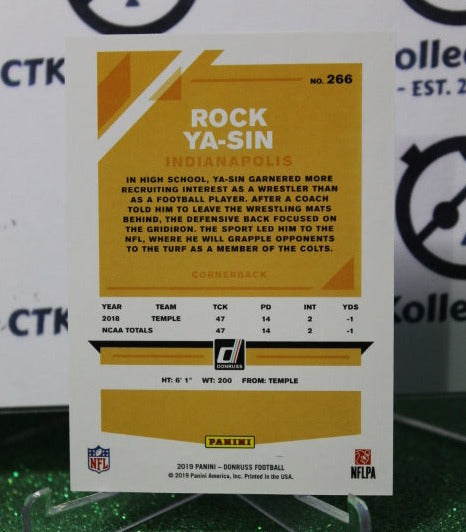 CTK
Kollec
- EST. 2
Kollec
CTK
NO. 266
ROCK
YA-SIN
INDIANAPOLIS
IN HIGH SCHOOL, YA-SIN GARNERED MORE
RECRUITING INTEREST AS A WRESTLER THAN
AS A FOOTBALL PLAYER. AFTER A COACH
TOLD HIM TO LEAVE THE WRESTLING MATS
BEHIND, THE DEFENSIVE BACK FOCUSED ON
THE GRIDIRON. THE SPORT LED HIM TO THE
NFL, WHERE HE WILL GRAPPLE OPPONENTS
TO THE TURF AS A MEMBER OF THE COLTS.
CORNERBACK
YEAR TEAM TCK PD INT YDS
2018 TEMPLE 47 14 2 -1
NCAA TOTALS 47 14 2 -1
DONRUSS
HT: 6' 1" WT: 200 FROM: TEMPLE
PANINI
NFL
NFLPA
2019 PANINI – DONRUSS FOOTBALL
© 2019 Panini America, Inc. Printed in the USA.